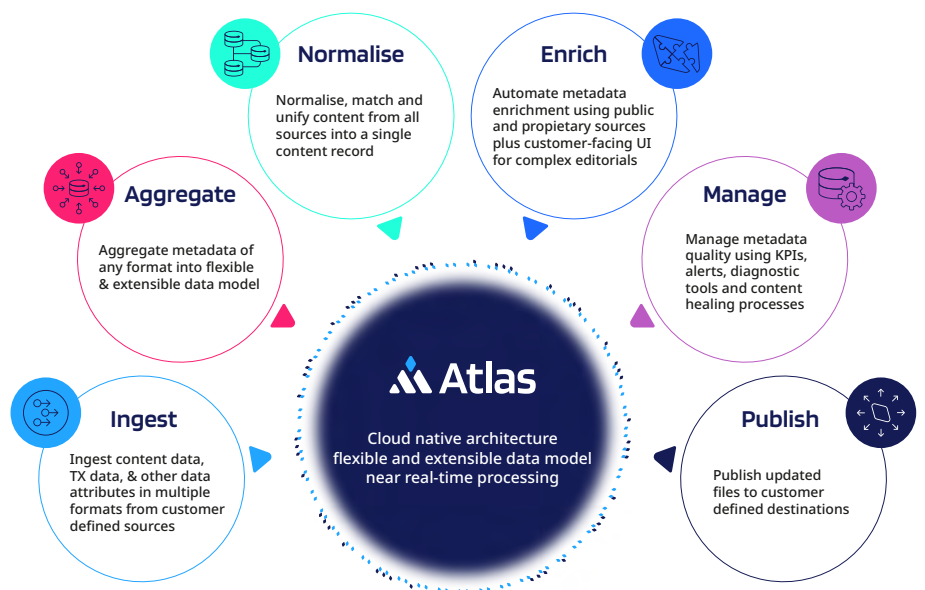 Normalise
Normalise, match and
unify content from all
sources into a single
content record
Enrich
Automate metadata
enrichment using public
and propietary sources
plus customer-facing UI
for complex editorials
Aggregate
Aggregate metadata of
any format into flexible
& extensible data model
Manage
Manage metadata
quality using KPIs,
alerts, diagnostic
tools and content
healing processes
Atlas
Cloud native architecture
flexible and extensible data model
near real-time processing
Ingest
Ingest content data,
TX data, & other data
attributes in multiple
formats from customer
defined sources
Publish
Publish updated
files to customer
defined destinations